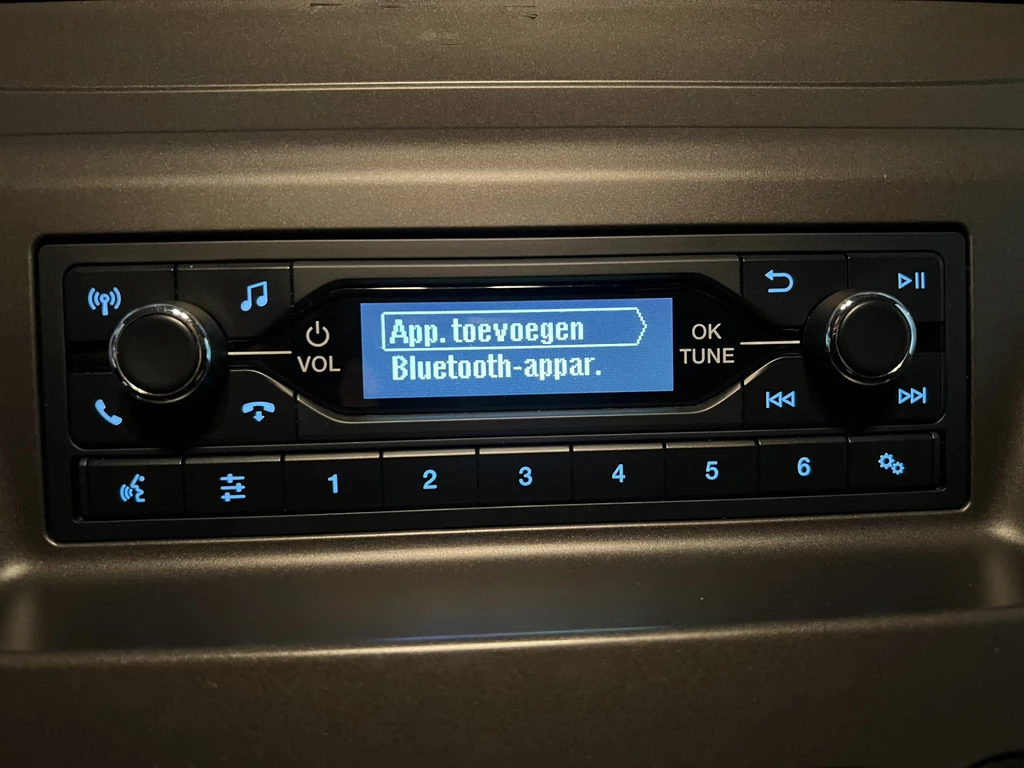 VOL
App. toevoegen
Bluetooth-appar.
OK
TUNE
1 2 3 4 5 6